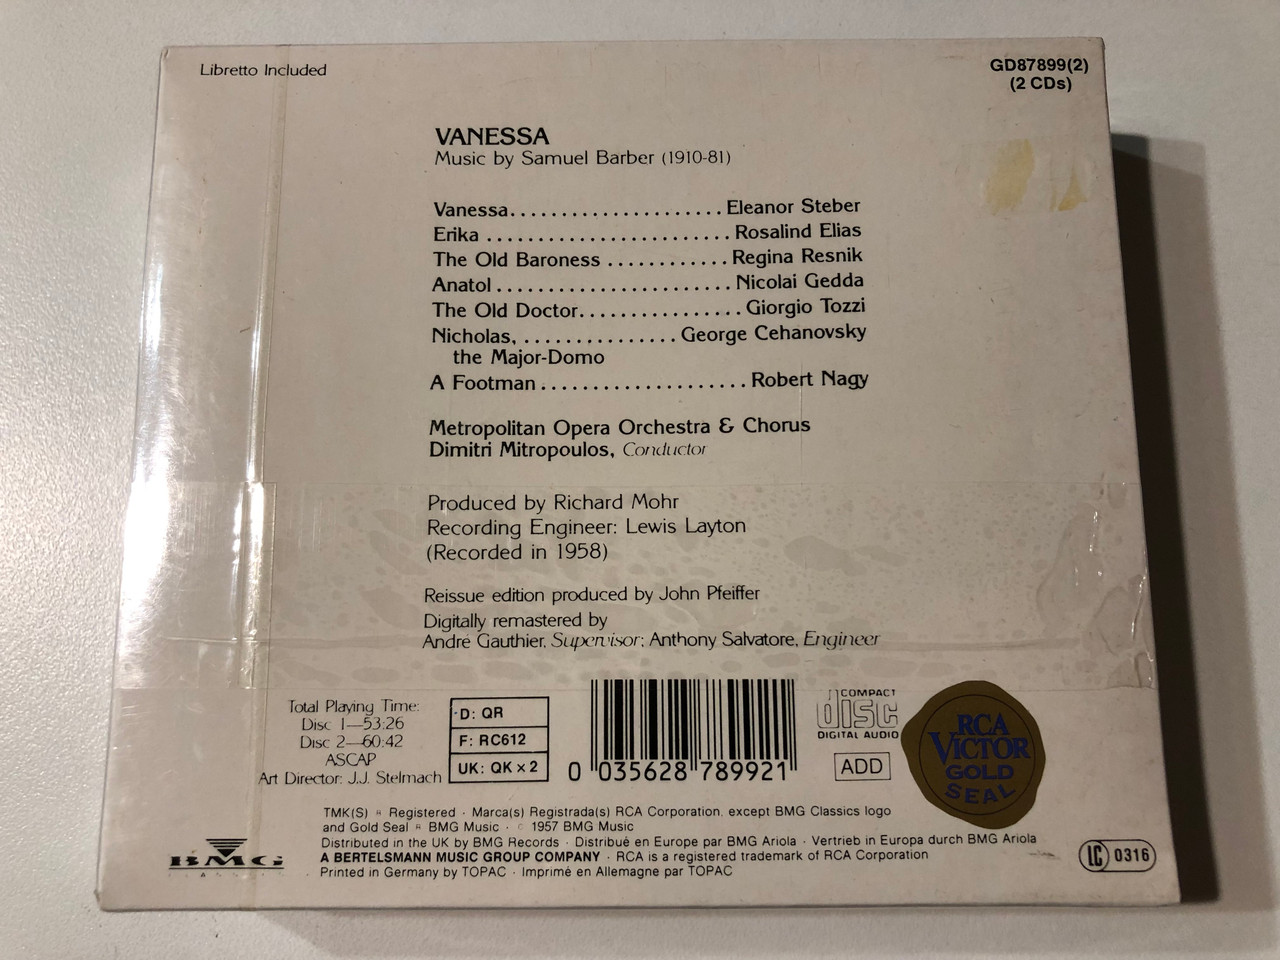 Libretto Included
GD87899(2)
(2 CDs)
VANESSA
Music by Samuel Barber (1910-81)
Vanessa.....................Eleanor Steber
Erika ........................Rosalind Elias
The Old Baroness ............Regina Resnik
Anatol.......................Nicolai Gedda
The Old Doctor................Giorgio Tozzi
Nicholas, ...............George Cehanovsky
the Major-Domo
A Footman....................Robert Nagy
Metropolitan Opera Orchestra & Chorus
Dimitri Mitropoulos, Conductor
Produced by Richard Mohr
Recording Engineer: Lewis Layton
(Recorded in 1958)
Reissue edition produced by John Pfeiffer
Digitally remastered by
André Gauthier, Supervisor; Anthony Salvatore, Engineer
Total Playing Time:
Disc 1—53:26
Disc 2—60:42
ASCAP
Art Director: J.J. Stelmach
D: QR
F: RC612
UK: QK x 2
0 035628 789921
COMPACT
disc
DIGITAL AUDIO
ADD
RCA
VICTOR
GOLD
SEAL
TMK(S) ® Registered · Marca(s) Registrada(s) RCA Corporation, except BMG Classics logo
and Gold Seal ® BMG Music · © 1957 BMG Music
Distributed in the UK by BMG Records · Distribué en Europe par BMG Ariola · Vertrieb in Europa durch BMG Ariola
A BERTELSMANN MUSIC GROUP COMPANY · RCA is a registered trademark of RCA Corporation
Printed in Germany by TOPAC · Imprimé en Allemagne par TOPAC
BMG
LC 0316